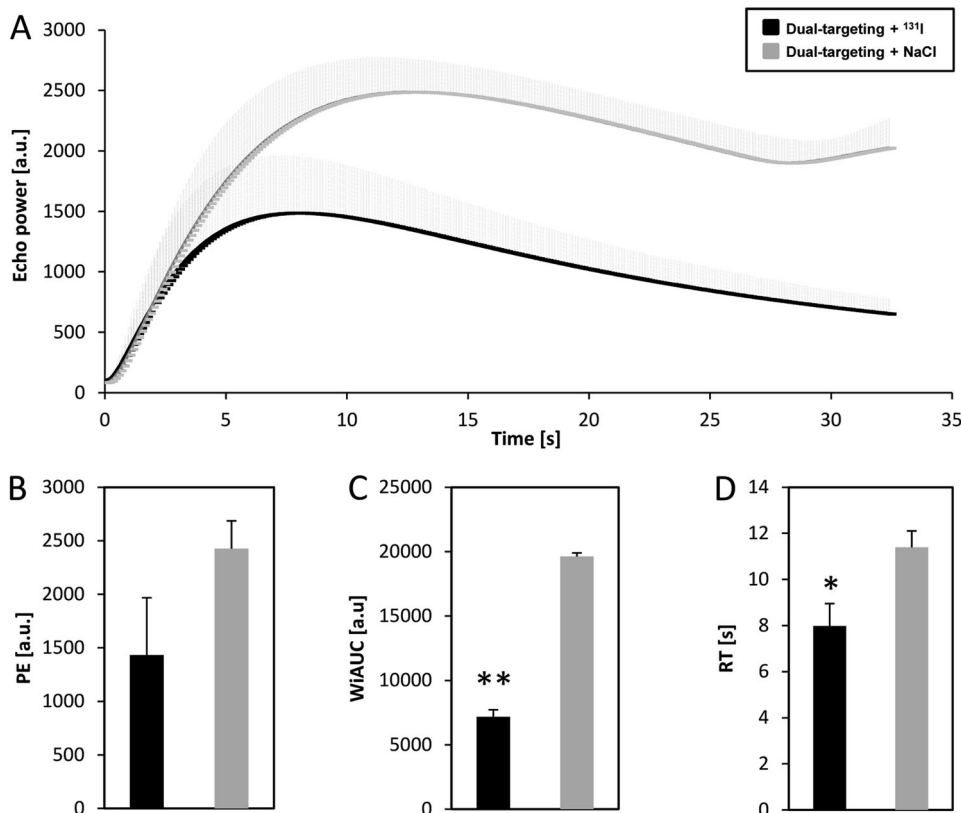 A
Echo power [a.u.]
3000
2500
2000
1500
1000
500
0
0 5 10 15 20 25 30 35
Time [s]
Dual-targeting + ¹³¹I
Dual-targeting + NaCl
B
PE [a.u.]
3000
2500
2000
1500
1000
500
0
C
WiAUC [a.u]
25000
20000
15000
10000
5000
0
**
D
RT [s]
14
12
10
8
6
4
2
0
*